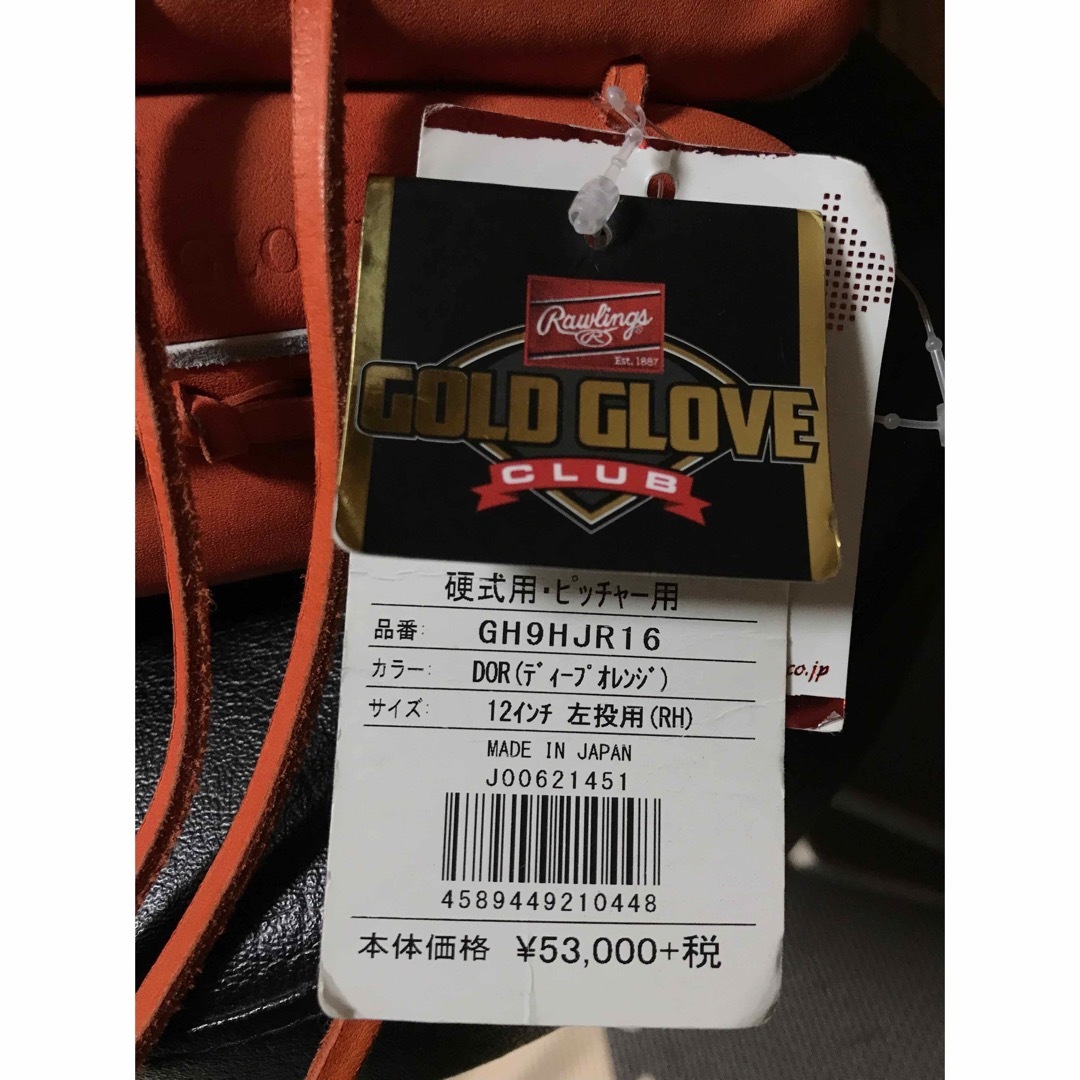 Rawlings
R
Est. 1887
GOLD GLOVE
CLUB
硬式用・ピッチャー用
品番: GH9HJR16
カラー: DOR(ﾃﾞｨｰﾌﾟｵﾚﾝｼﾞ)
サイズ: 12ｲﾝﾁ 左投用(RH)
co.jp
MADE IN JAPAN
J00621451
4589449210448
本体価格 ¥53,000+税